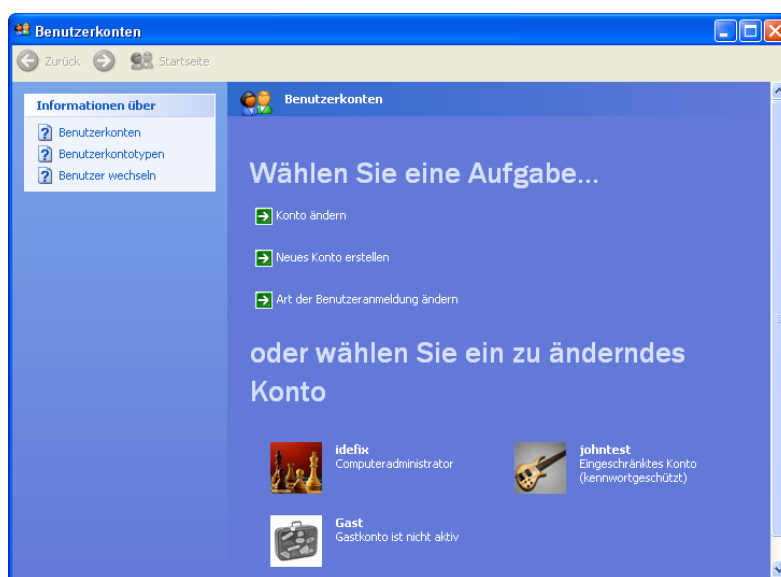 Benutzerkonten
Zurück Startseite
Informationen über
Benutzerkonten
Benutzerkontotypen
Benutzer wechseln
Benutzerkonten
Wählen Sie eine Aufgabe...
Konto ändern
Neues Konto erstellen
Art der Benutzeranmeldung ändern
oder wählen Sie ein zu änderndes
Konto
idefix
Computeradministrator
johntest
Eingeschränktes Konto
(kennwortgeschützt)
Gast
Gastkonto ist nicht aktiv